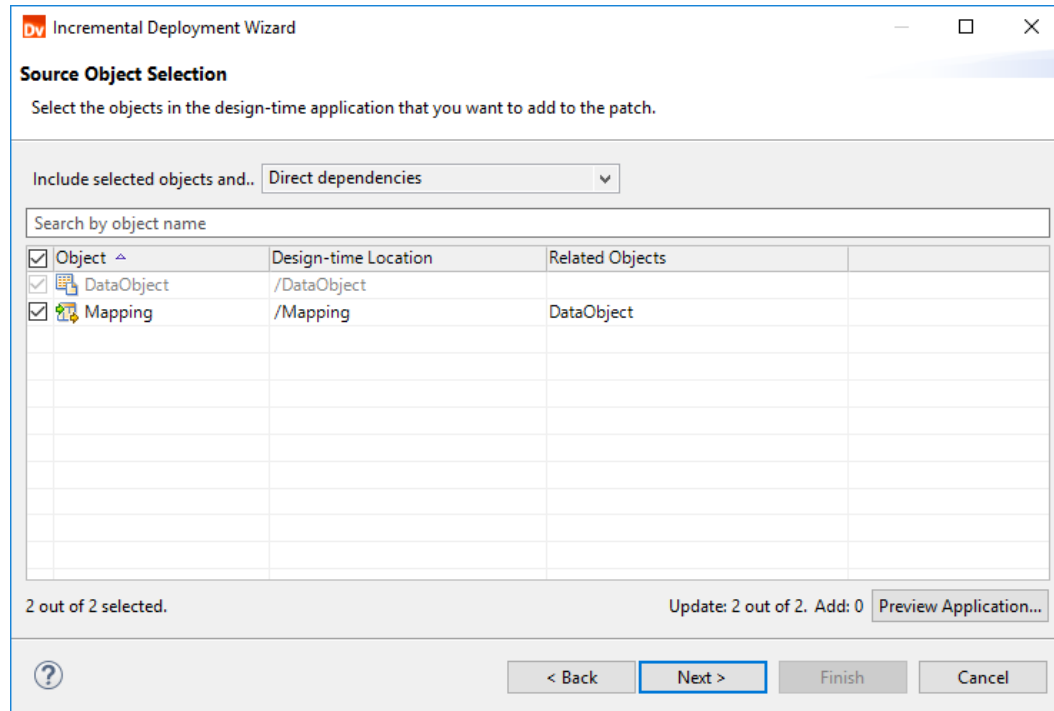 Dv Incremental Deployment Wizard
Source Object Selection
Select the objects in the design-time application that you want to add to the patch.
Include selected objects and.. Direct dependencies
Search by object name
Object Design-time Location Related Objects
DataObject /DataObject
Mapping /Mapping DataObject
2 out of 2 selected. Update: 2 out of 2. Add: 0 Preview Application...
? < Back Next > Finish Cancel